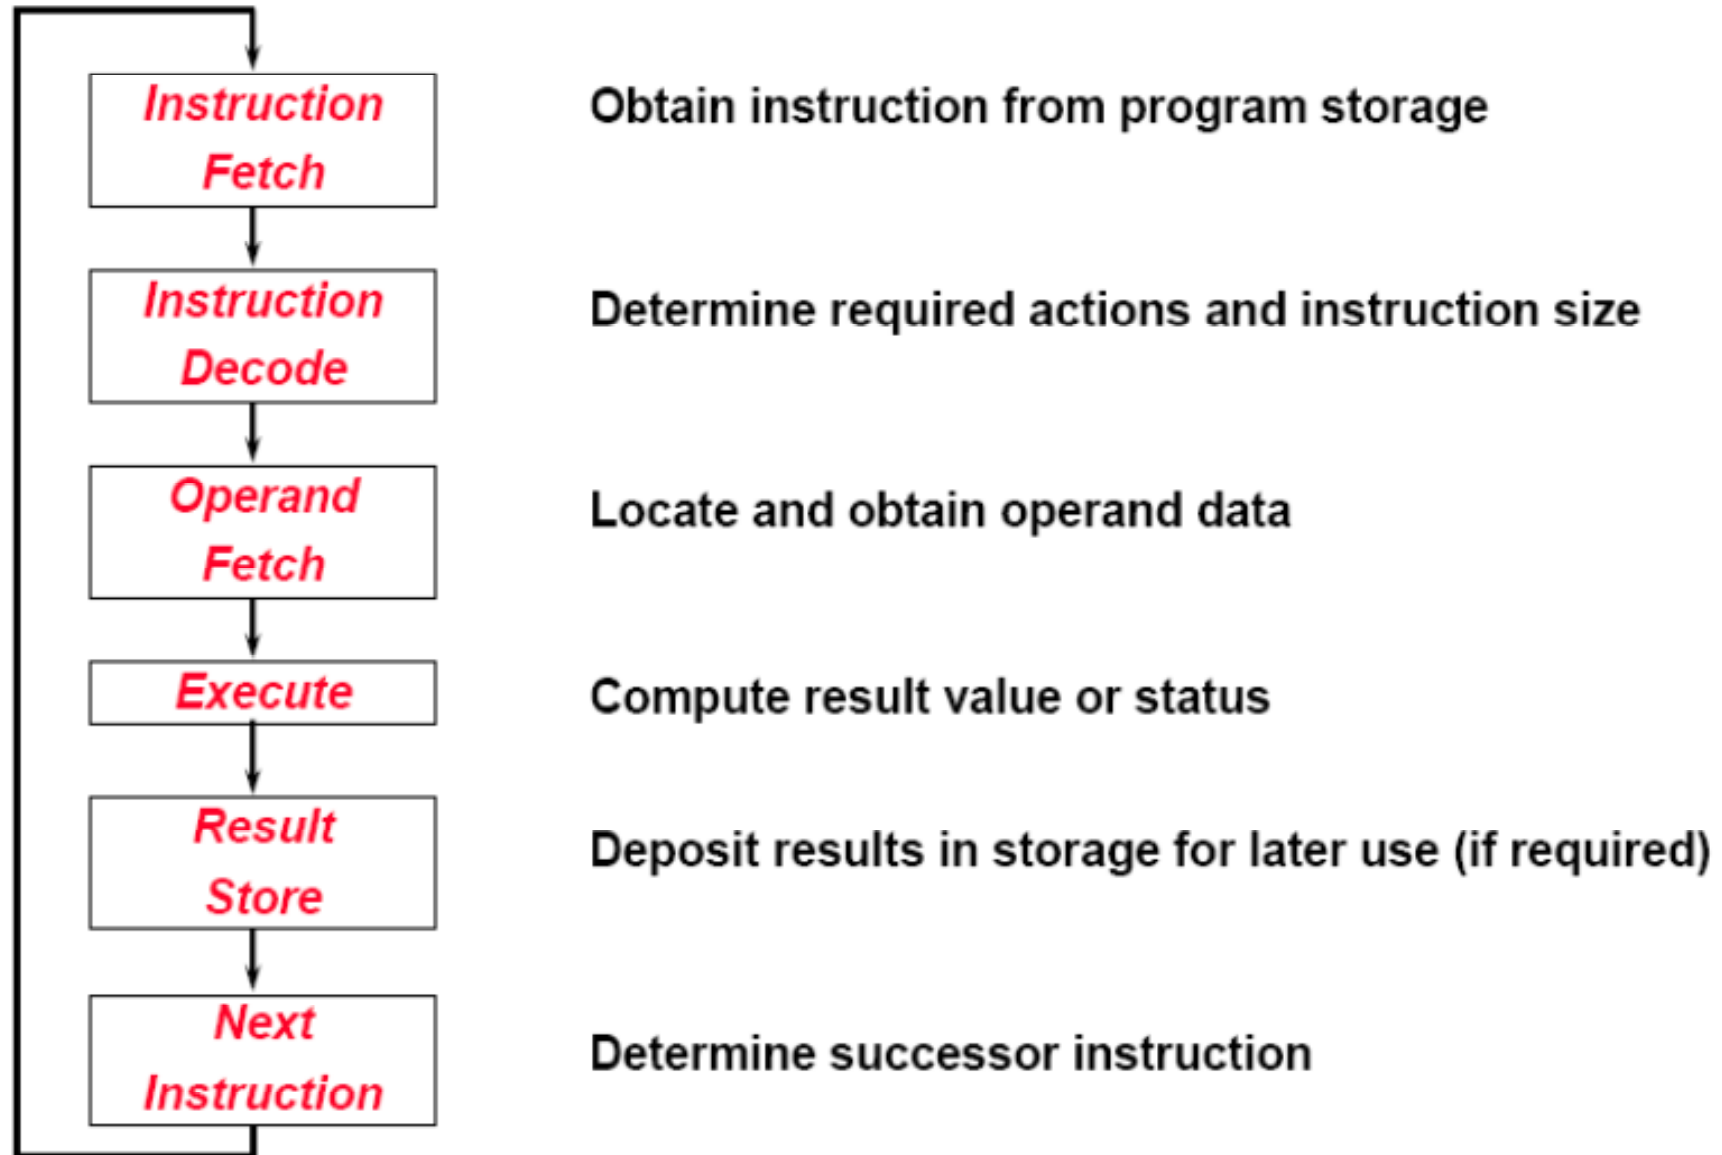 Instruction
Fetch
Obtain instruction from program storage
Instruction
Decode
Determine required actions and instruction size
Operand
Fetch
Locate and obtain operand data
Execute
Compute result value or status
Result
Store
Deposit results in storage for later use (if required)
Next
Instruction
Determine successor instruction